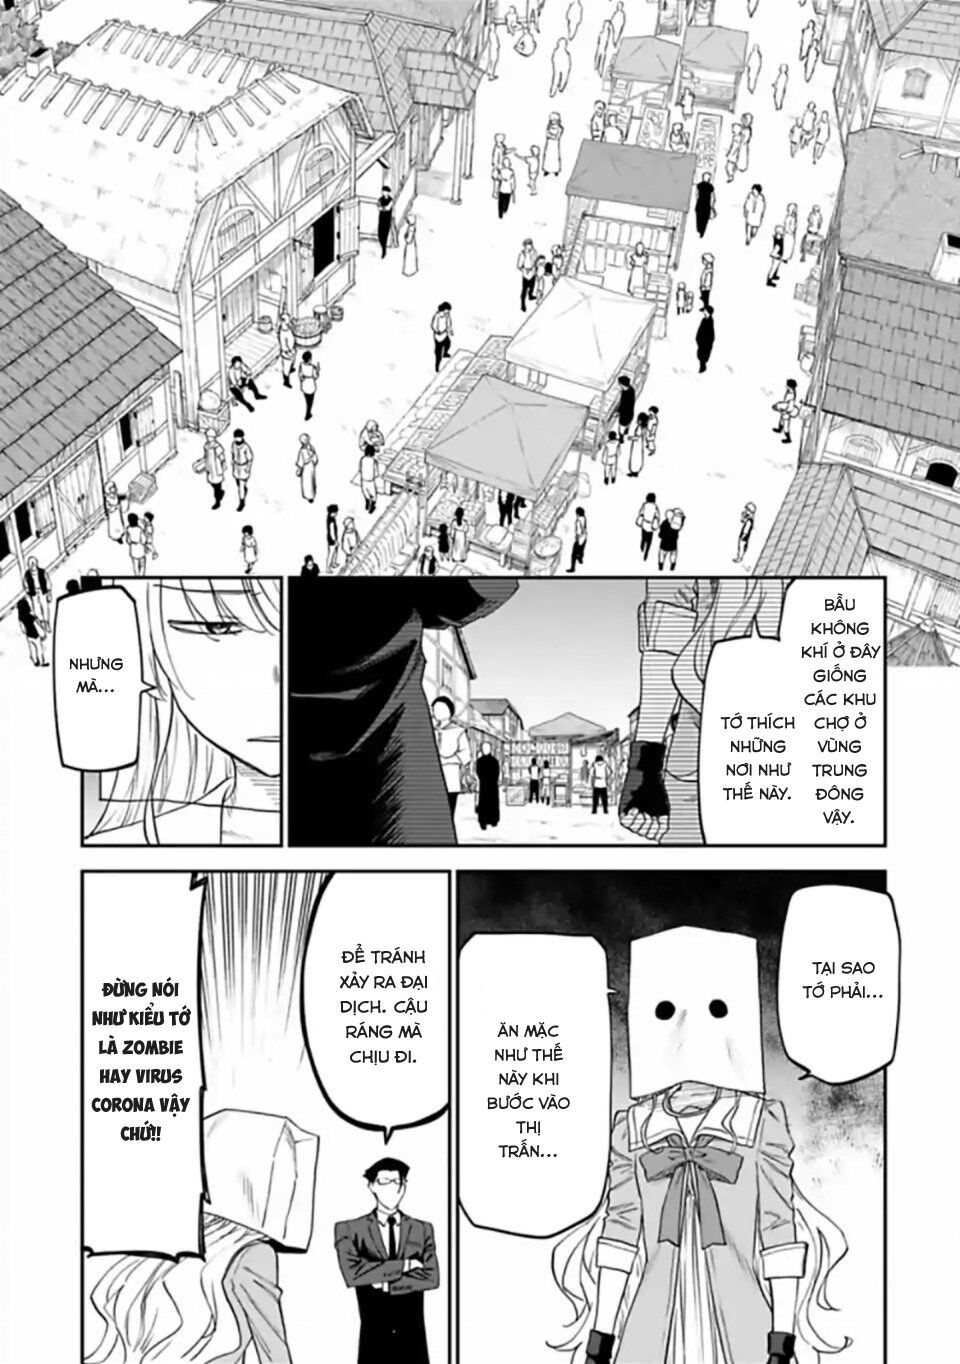 BẦU
KHÔNG
KHÍ Ở ĐÂY
GIỐNG
CÁC KHU
CHỢ Ở
VÙNG
TRUNG
ĐÔNG
VẬY.
TỚ THÍCH
NHỮNG
NƠI NHƯ
THẾ NÀY.
NHƯNG
MÀ...
TẠI SAO
TỚ PHẢI...
ĂN MẶC
NHƯ THẾ
NÀY KHI
BƯỚC VÀO
THỊ
TRẤN...
ĐỂ TRÁNH
XẢY RA ĐẠI
DỊCH. CẬU
RÁNG MÀ
CHỊU ĐI.
ĐỪNG NÓI
NHƯ KIỂU TỚ
LÀ ZOMBIE
HAY VIRUS
CORONA VẬY
CHỨ!!